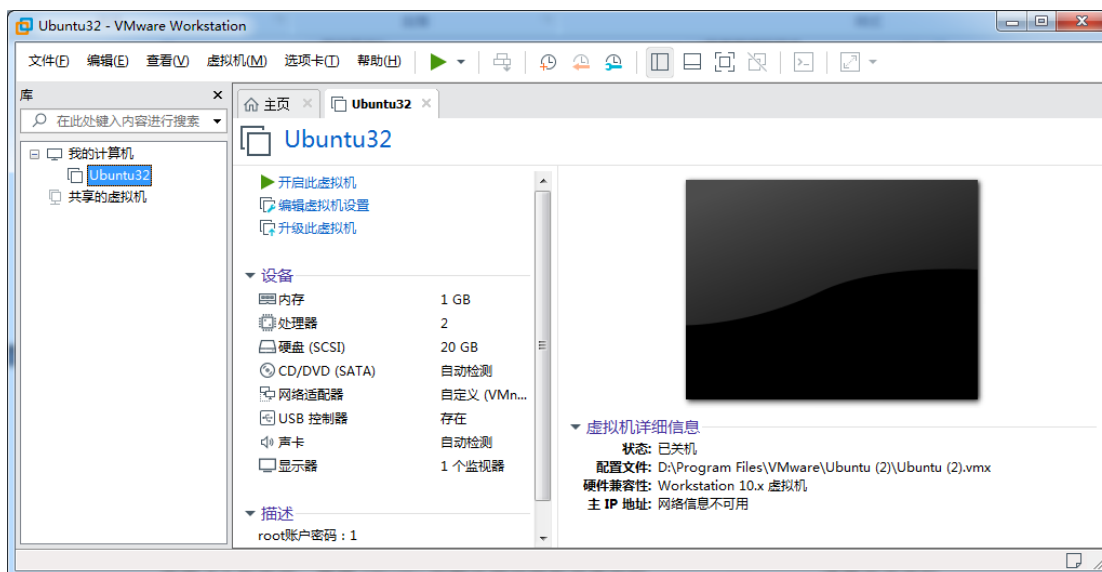 Ubuntu32 - VMware Workstation
文件(F) 编辑(E) 查看(V) 虚拟机(M) 选项卡(T) 帮助(H)
库
在此处键入内容进行搜索
我的计算机
Ubuntu32
共享的虚拟机
主页 Ubuntu32
Ubuntu32
开启此虚拟机
编辑虚拟机设置
升级此虚拟机
设备
内存 1 GB
处理器 2
硬盘 (SCSI) 20 GB
CD/DVD (SATA) 自动检测
网络适配器 自定义 (VMn...
USB 控制器 存在
声卡 自动检测
显示器 1 个监视器
描述
root账户密码：1
虚拟机详细信息
状态: 已关机
配置文件: D:\Program Files\VMware\Ubuntu (2)\Ubuntu (2).vmx
硬件兼容性: Workstation 10.x 虚拟机
主 IP 地址: 网络信息不可用